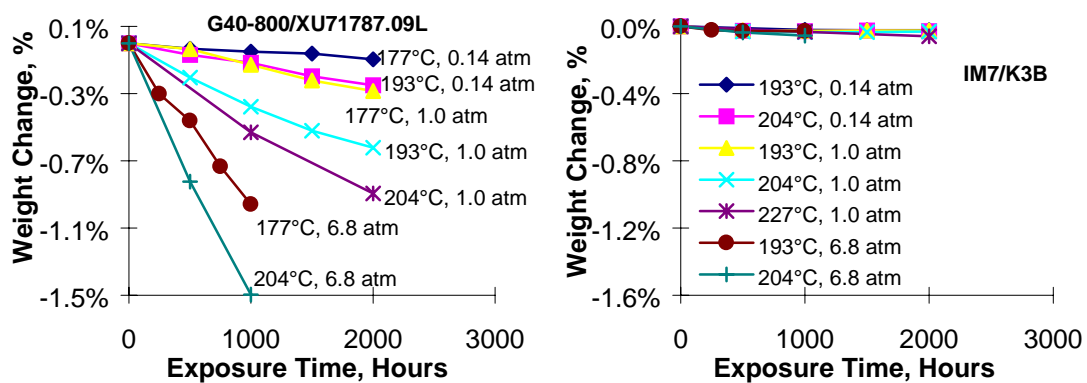 G40-800/XU71787.09L
0.1%
-0.3%
-0.7%
-1.1%
-1.5%
Weight Change, %
177°C, 0.14 atm
193°C, 0.14 atm
177°C, 1.0 atm
193°C, 1.0 atm
204°C, 1.0 atm
177°C, 6.8 atm
204°C, 6.8 atm
0 1000 2000 3000
Exposure Time, Hours
0.0%
-0.4%
-0.8%
-1.2%
-1.6%
Weight Change, %
IM7/K3B
193°C, 0.14 atm
204°C, 0.14 atm
193°C, 1.0 atm
204°C, 1.0 atm
227°C, 1.0 atm
193°C, 6.8 atm
204°C, 6.8 atm
0 1000 2000 3000
Exposure Time, Hours